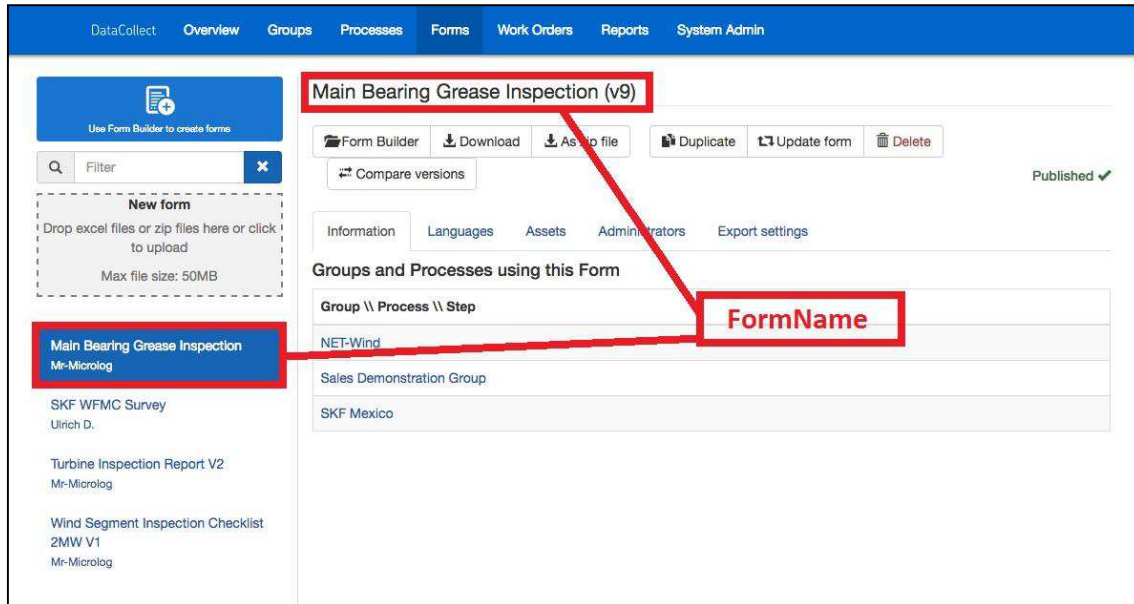 DataCollect Overview Groups Processes Forms Work Orders Reports System Admin
Use Form Builder to create forms
Filter
New form
Drop excel files or zip files here or click
to upload
Max file size: 50MB
Main Bearing Grease Inspection
Mr-Microlog
SKF WFMC Survey
Ulrich D.
Turbine Inspection Report V2
Mr-Microlog
Wind Segment Inspection Checklist
2MW V1
Mr-Microlog
Main Bearing Grease Inspection (v9)
Form Builder Download As zip file Duplicate Update form Delete
Compare versions
Published
Information Languages Assets Administrators Export settings
Groups and Processes using this Form
Group \\ Process \\ Step
NET-Wind
Sales Demonstration Group
SKF Mexico
FormName